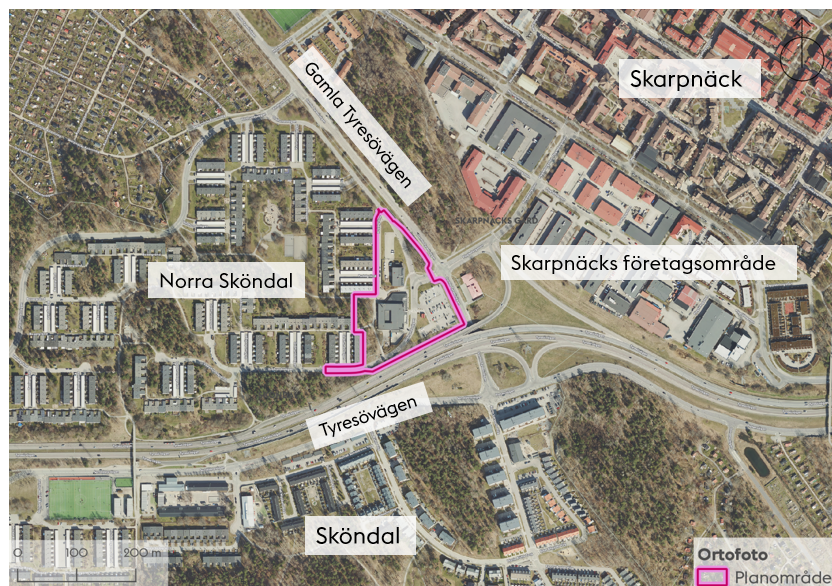 Skarpnäck
Gamla Tyresövägen
SKARPNÄCKS GÅRD
Skarpnäcks företagsområde
Norra Sköndal
Tyresövägen
Sköndal
0 100 200 m
Ortofoto
Planområde